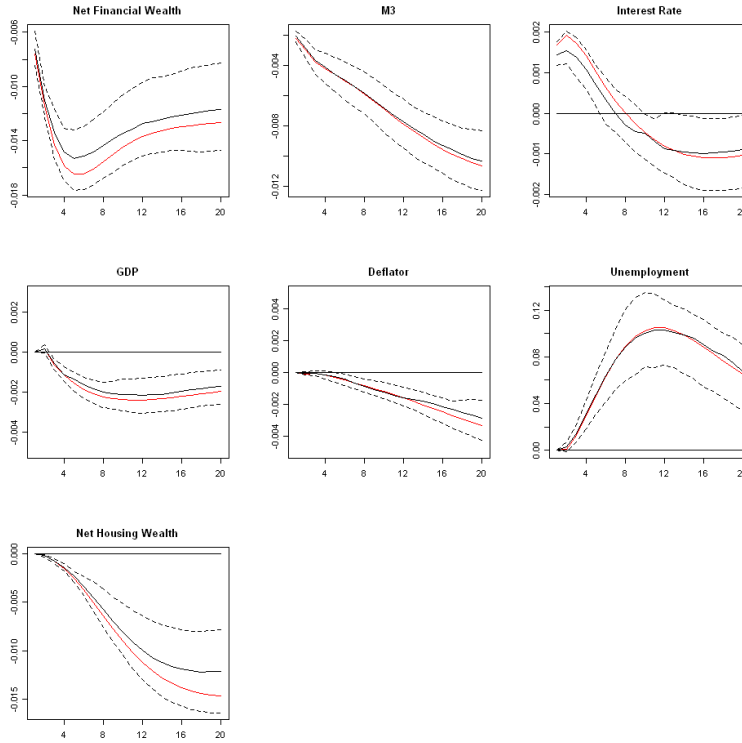 Net Financial Wealth
-0.006
-0.010
-0.014
-0.018
4 8 12 16 20
M3
-0.004
-0.008
-0.012
4 8 12 16 20
Interest Rate
0.002
0.001
0.000
-0.001
-0.002
4 8 12 16 20
GDP
0.002
0.000
-0.002
-0.004
4 8 12 16 20
Deflator
0.004
0.002
0.000
-0.002
-0.004
4 8 12 16 20
Unemployment
0.12
0.08
0.04
0.00
4 8 12 16 20
Net Housing Wealth
0.000
-0.005
-0.010
-0.015
4 8 12 16 20